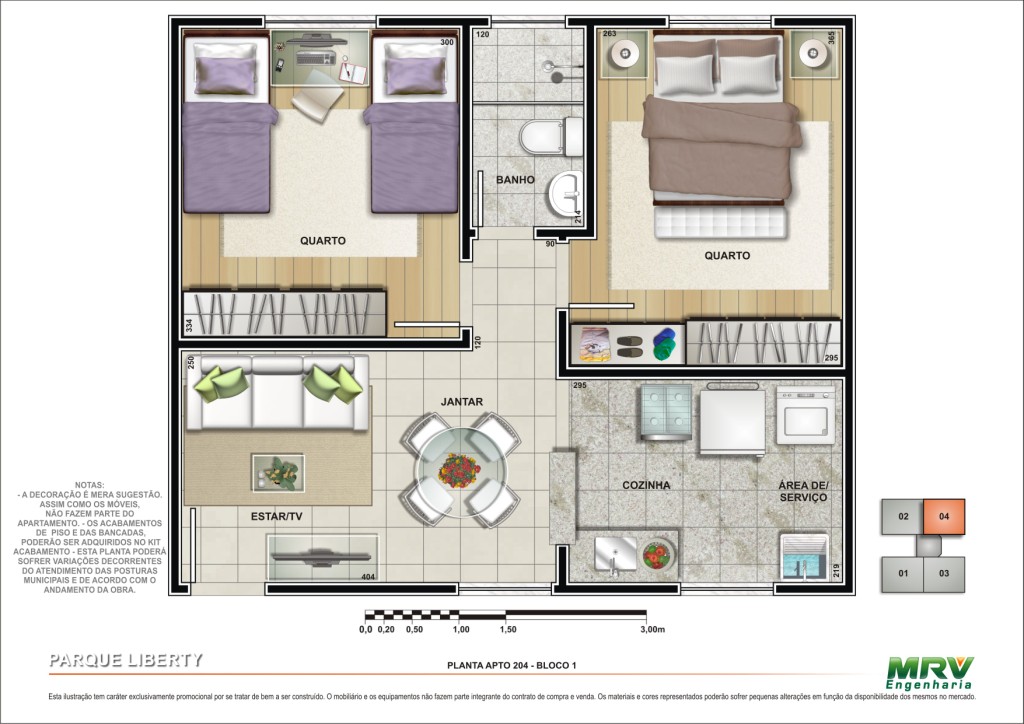 120
263
365
300
BANHO
214
QUARTO
90
QUARTO
334
120
295
250
295
JANTAR
COZINHA
ÁREA DE/
SERVIÇO
ESTAR/TV
404
219
NOTAS:
- A DECORAÇÃO É MERA SUGESTÃO.
ASSIM COMO OS MÓVEIS,
NÃO FAZEM PARTE DO
APARTAMENTO. - OS ACABAMENTOS
DE PISO E DAS BANCADAS,
PODERÃO SER ADQUIRIDOS NO KIT
ACABAMENTO - ESTA PLANTA PODERÁ
SOFRER VARIAÇÕES DECORRENTES
DO ATENDIMENTO DAS POSTURAS
MUNICIPAIS E DE ACORDO COM O
ANDAMENTO DA OBRA.
02 04
01 03
0,0 0,20 0,50 1,00 1,50 3,00m
PARQUE LIBERTY
PLANTA APTO 204 - BLOCO 1
MRV
Engenharia
Esta ilustração tem caráter exclusivamente promocional por se tratar de bem a ser construído. O mobiliário e os equipamentos não fazem parte integrante do contrato de compra e venda. Os materiais e cores representados poderão sofrer pequenas alterações em função da disponibilidade dos mesmos no mercado.